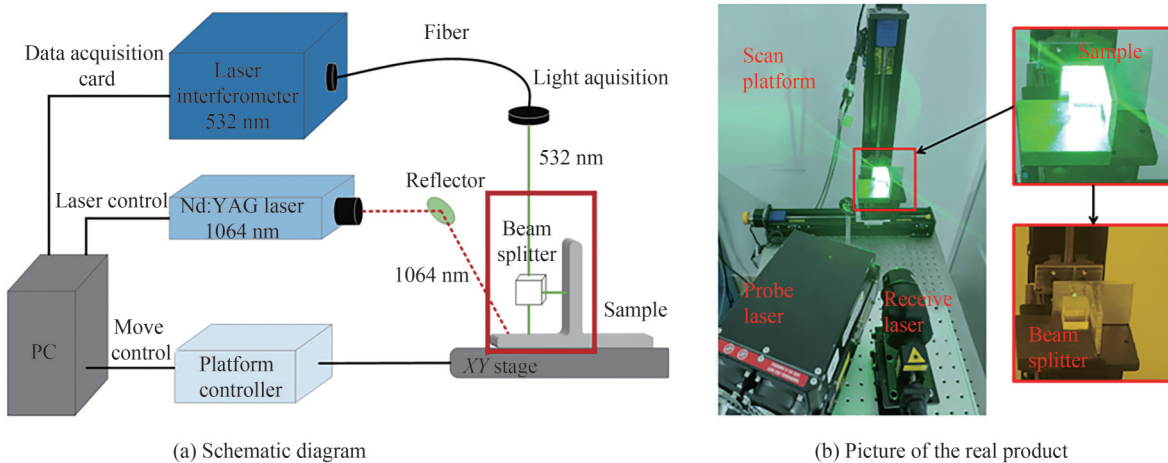 Data acquisition
card
Laser
interferometer
532 nm
Fiber
Light aquisition
532 nm
Laser control
Nd:YAG laser
1064 nm
Reflector
1064 nm
Beam
splitter
Sample
PC
Move
control
Platform
controller
XY stage
(a) Schematic diagram
Scan
platform
Sample
Probe
laser
Receive
laser
Beam
splitter
(b) Picture of the real product